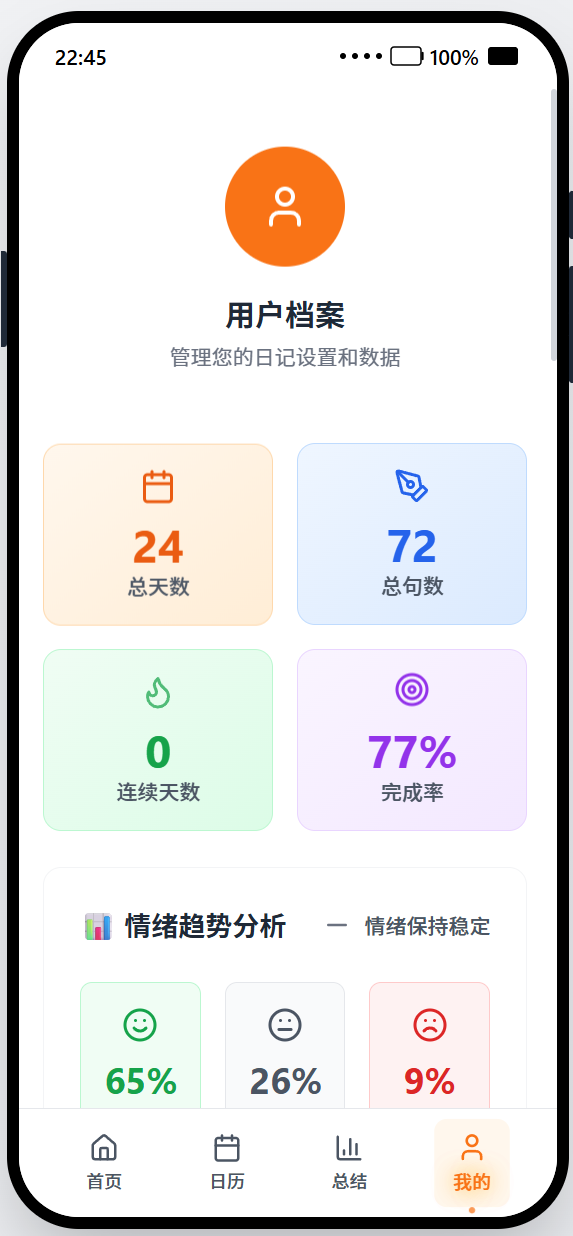 22:45 100%
用户档案
管理您的日记设置和数据
24
总天数
72
总句数
0
连续天数
77%
完成率
情绪趋势分析 — 情绪保持稳定
65% 26% 9%
首页 日历 总结 我的